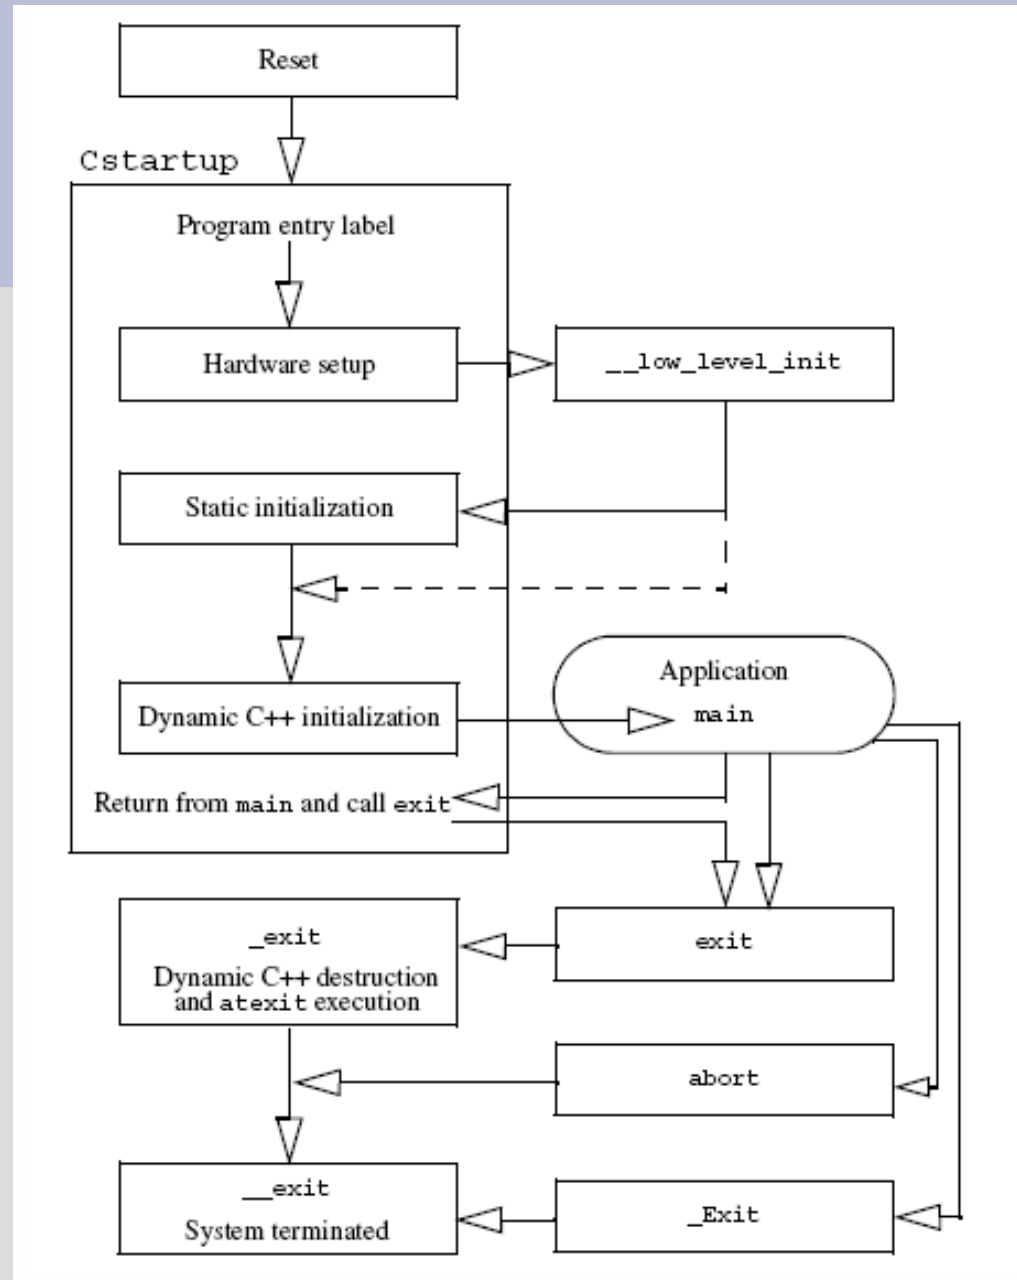 Reset
Cstartup
Program entry label
Hardware setup
__low_level_init
Static initialization
Application
main
Dynamic C++ initialization
Return from main and call exit
_exit
Dynamic C++ destruction
and atexit execution
exit
abort
__exit
System terminated
_Exit